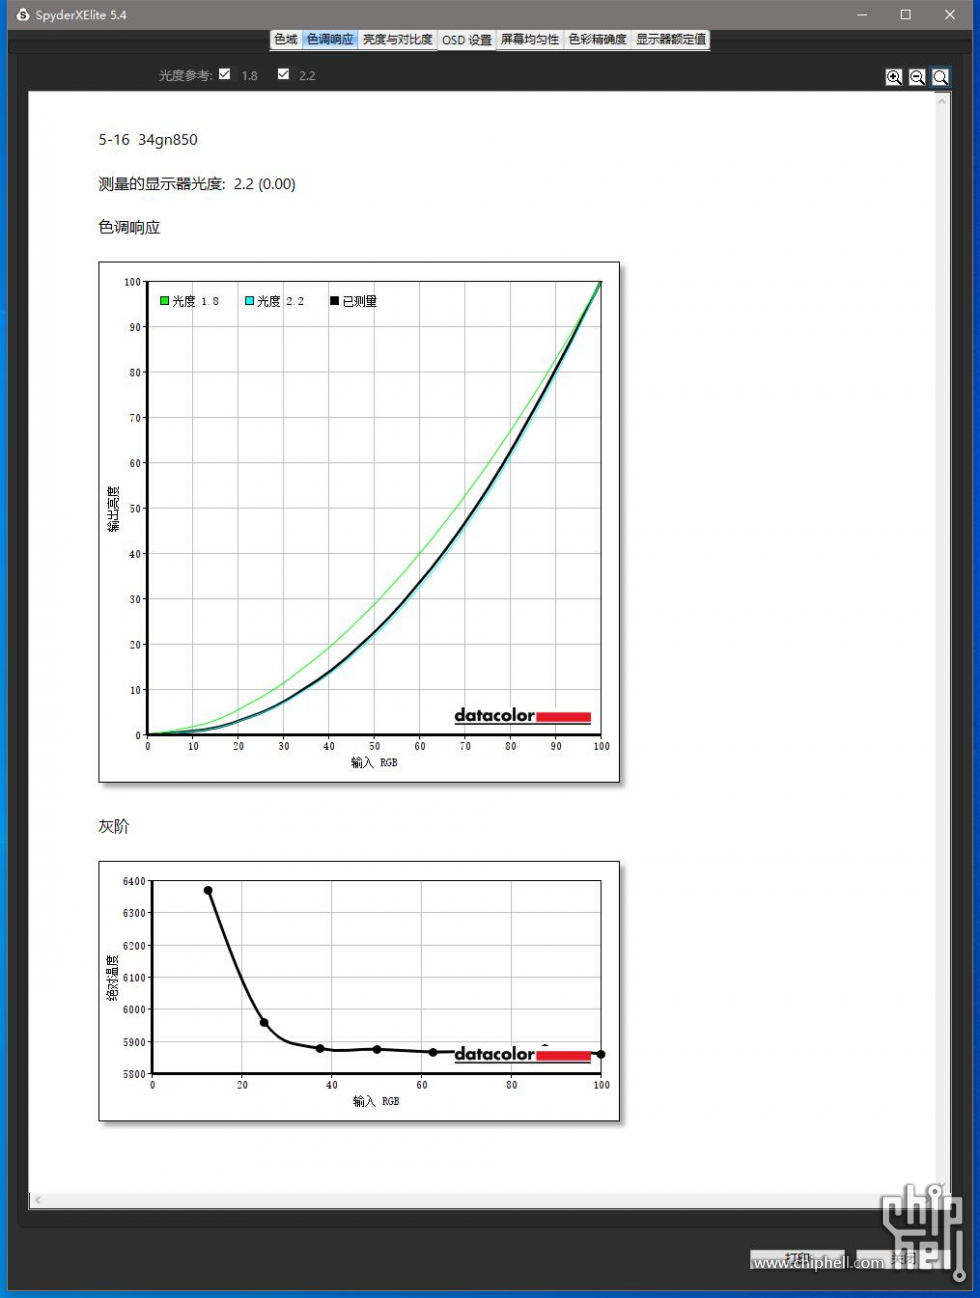 SpyderXElite 5.4
色域 色调响应 亮度与对比度 OSD 设置 屏幕均匀性 色彩精确度 显示器额定值
光度参考: 1.8 2.2
5-16 34gn850
测量的显示器光度: 2.2 (0.00)
色调响应
光度 1.8 光度 2.2 已测量
100
90
80
70
60
50
40
30
20
10
0
输出亮度
datacolor
0 10 20 30 40 50 60 70 80 90 100
输入 RGB
灰阶
6400
6300
6200
6100
6000
5900
5800
绝对温度
datacolor
0 20 40 60 80 100
输入 RGB
chip
hell
打印 关闭
www.chiphell.com